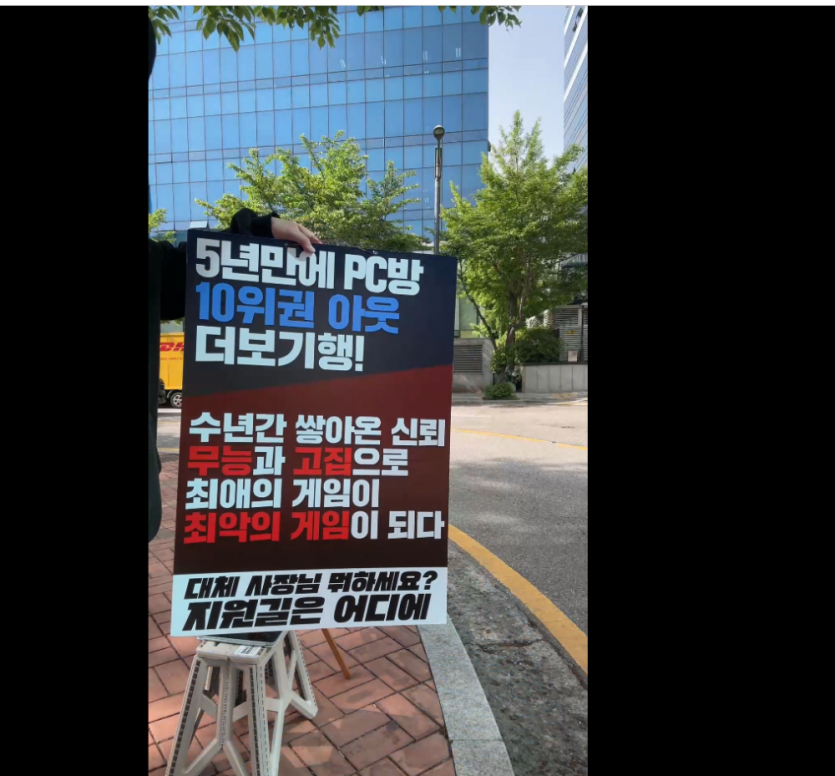 5년만에 PC방
10위권 아웃
더보기행!
수년간 쌓아온 신뢰
무능과 고집으로
최애의 게임이
최악의 게임이 되다
대체 사장님 뭐하세요?
지원길은 어디에